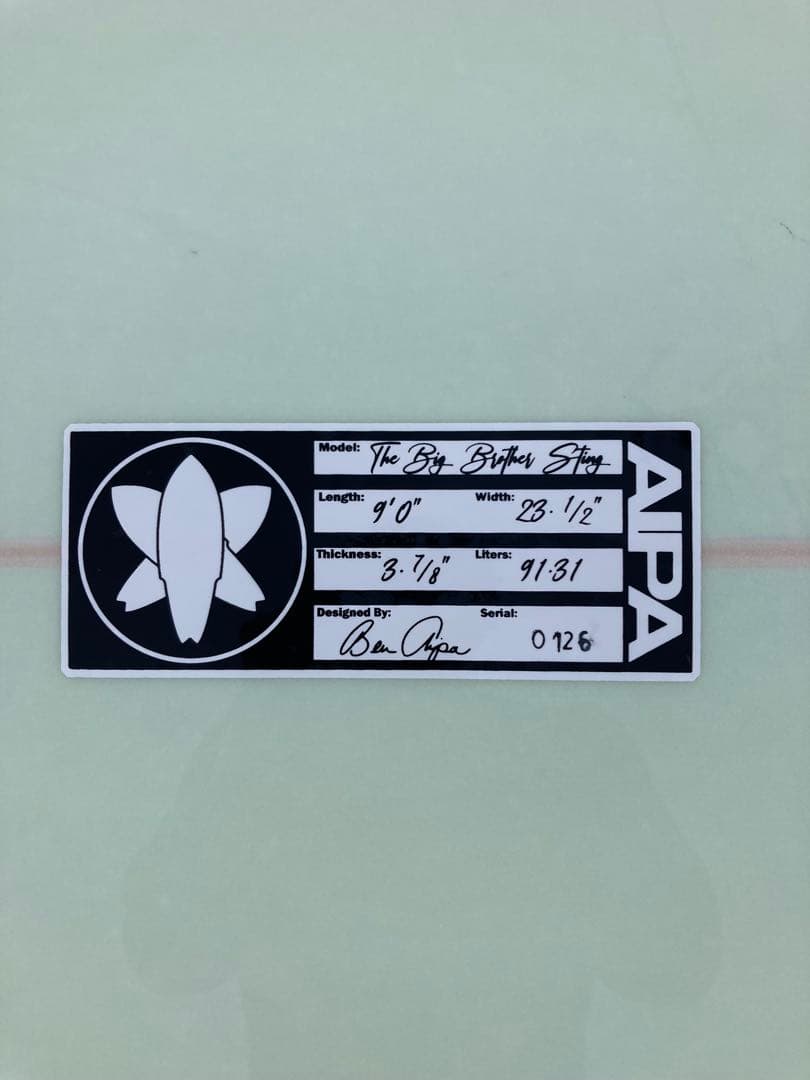 Model: The Big Brother Sting
Length: 9'0" Width: 23.1/2"
Thickness: 3.7/8" Liters: 91.31
Designed By: Ben Aipa Serial: 0126
AIPA